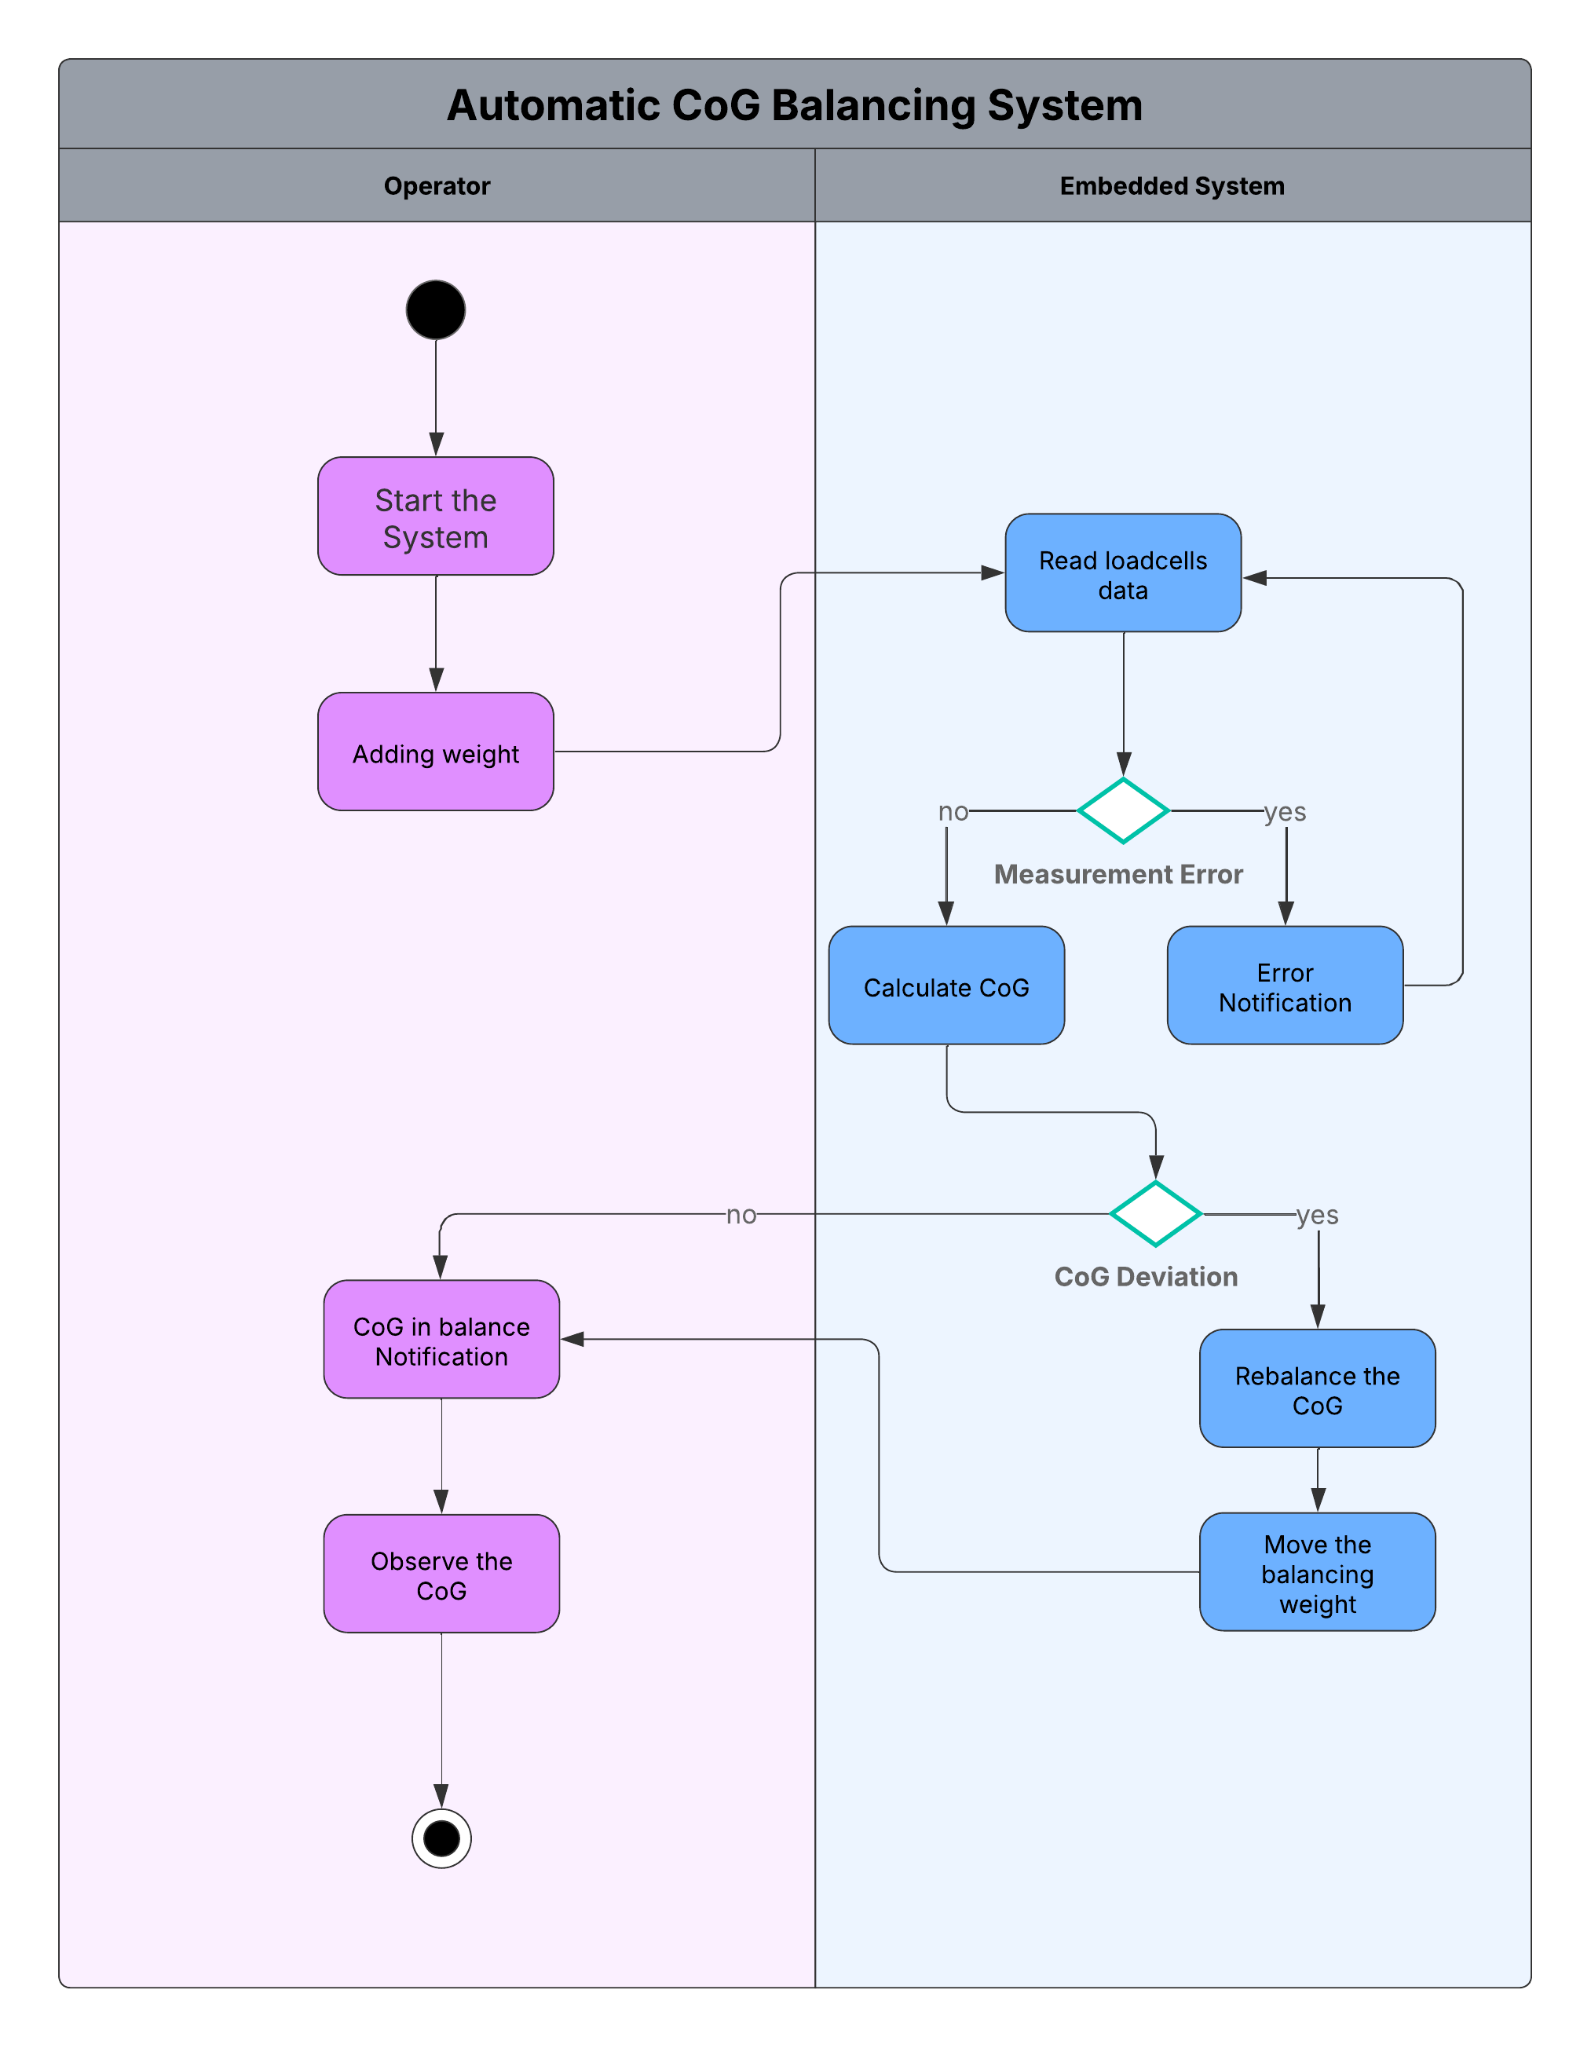 Automatic CoG Balancing System
Operator
Embedded System
Start the
System
Read loadcells
data
Adding weight
no
yes
Measurement Error
Calculate CoG
Error
Notification
no
yes
CoG Deviation
CoG in balance
Notification
Rebalance the
CoG
Observe the
CoG
Move the
balancing
weight